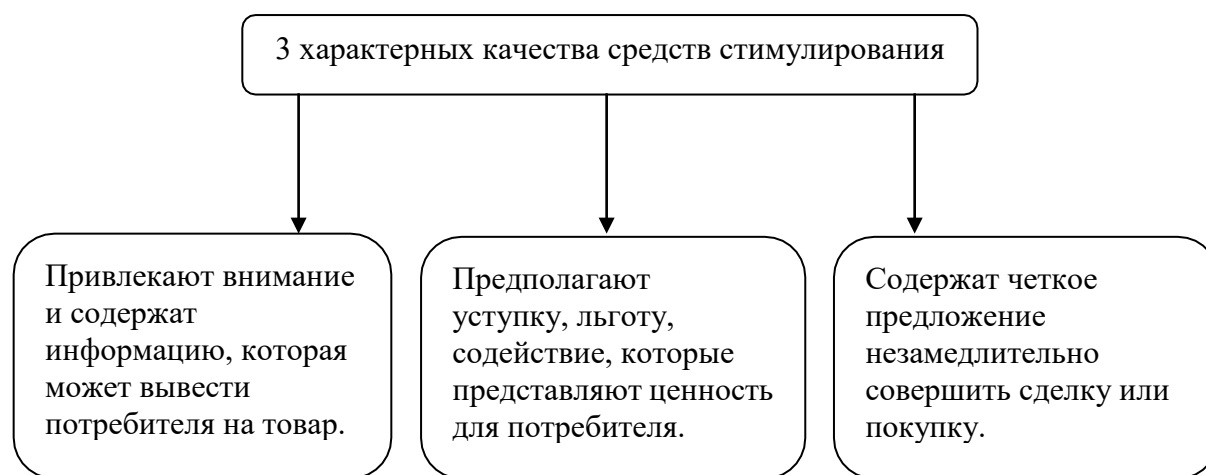 3 характерных качества средств стимулирования
Привлекают внимание
и содержат
информацию, которая
может вывести
потребителя на товар.
Предполагают
уступку, льготу,
содействие, которые
представляют ценность
для потребителя.
Содержат четкое
предложение
незамедлительно
совершить сделку или
покупку.